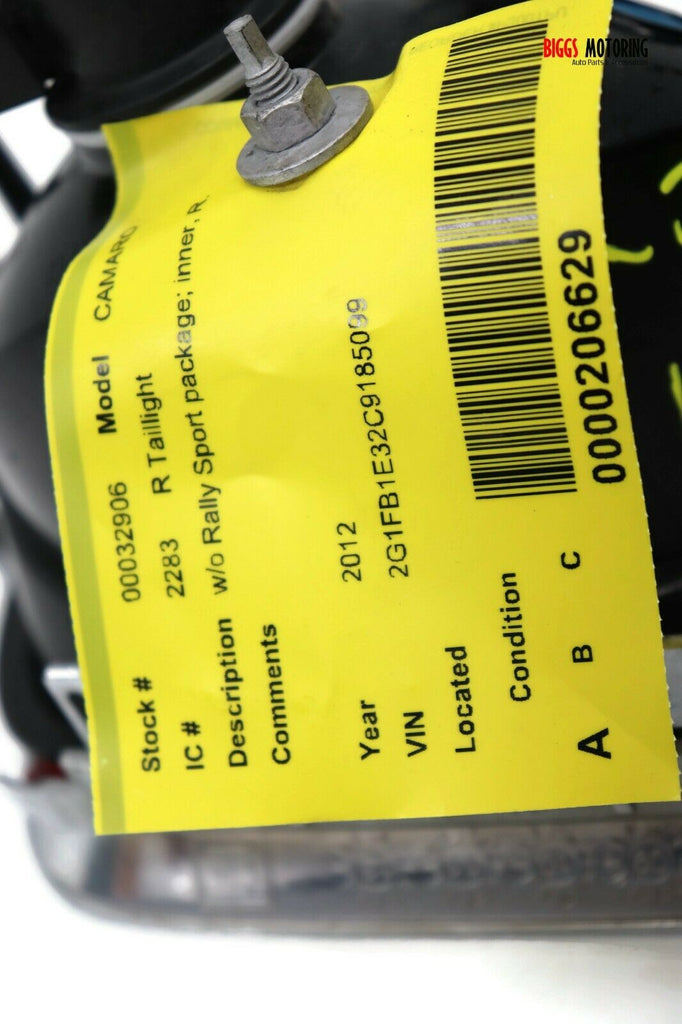 BIGGS MOTORING
Auto Parts & Accessories
Stock # 00032906 Model CAMARO
IC # 2283 R Taillight
Description w/o Rally Sport package; inner, R.
Comments
Year 2012
VIN 2G1FB1E32C9185099
Located
Condition
A B C
0000206629